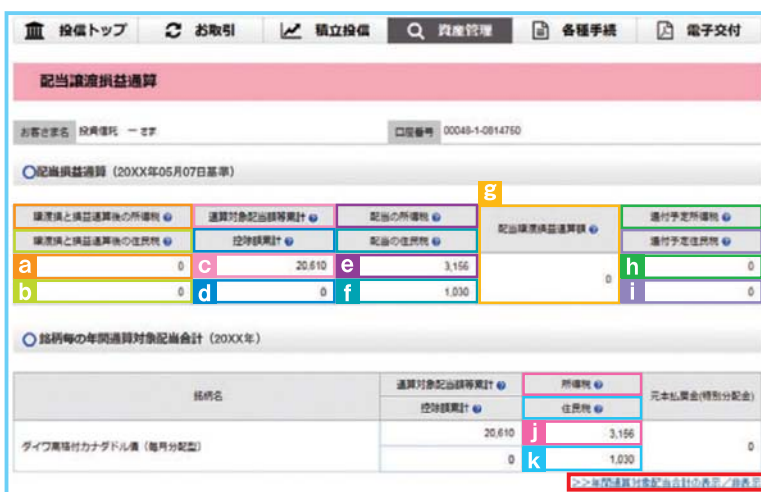 投信トップ お取引 積立投信 資産管理 各種手続 電子交付
配当譲渡損益通算
お客さま名 投資信託 一 さま 口座番号 00048-1-0814750
配当損益通算（20XX年05月07日基準）
g
譲渡損と損益通算後の所得税 通算対象配当額等累計 配当の所得税 配当譲渡損益通算額 還付予定所得税
譲渡損と損益通算後の住民税 控除額累計 配当の住民税 還付予定住民税
a 0 c 20,610 e 3,156 0 h 0
b 0 d 0 f 1,030 i 0
銘柄毎の年間通算対象配当合計（20XX年）
銘柄名 通算対象配当額等累計 所得税 元本払戻金(特別分配金)
控除額累計 住民税
ダイワ高格付カナダドル債（毎月分配型） 20,610 j 3,156 0
0 k 1,030
>>年間通算対象配当合計の表示／非表示